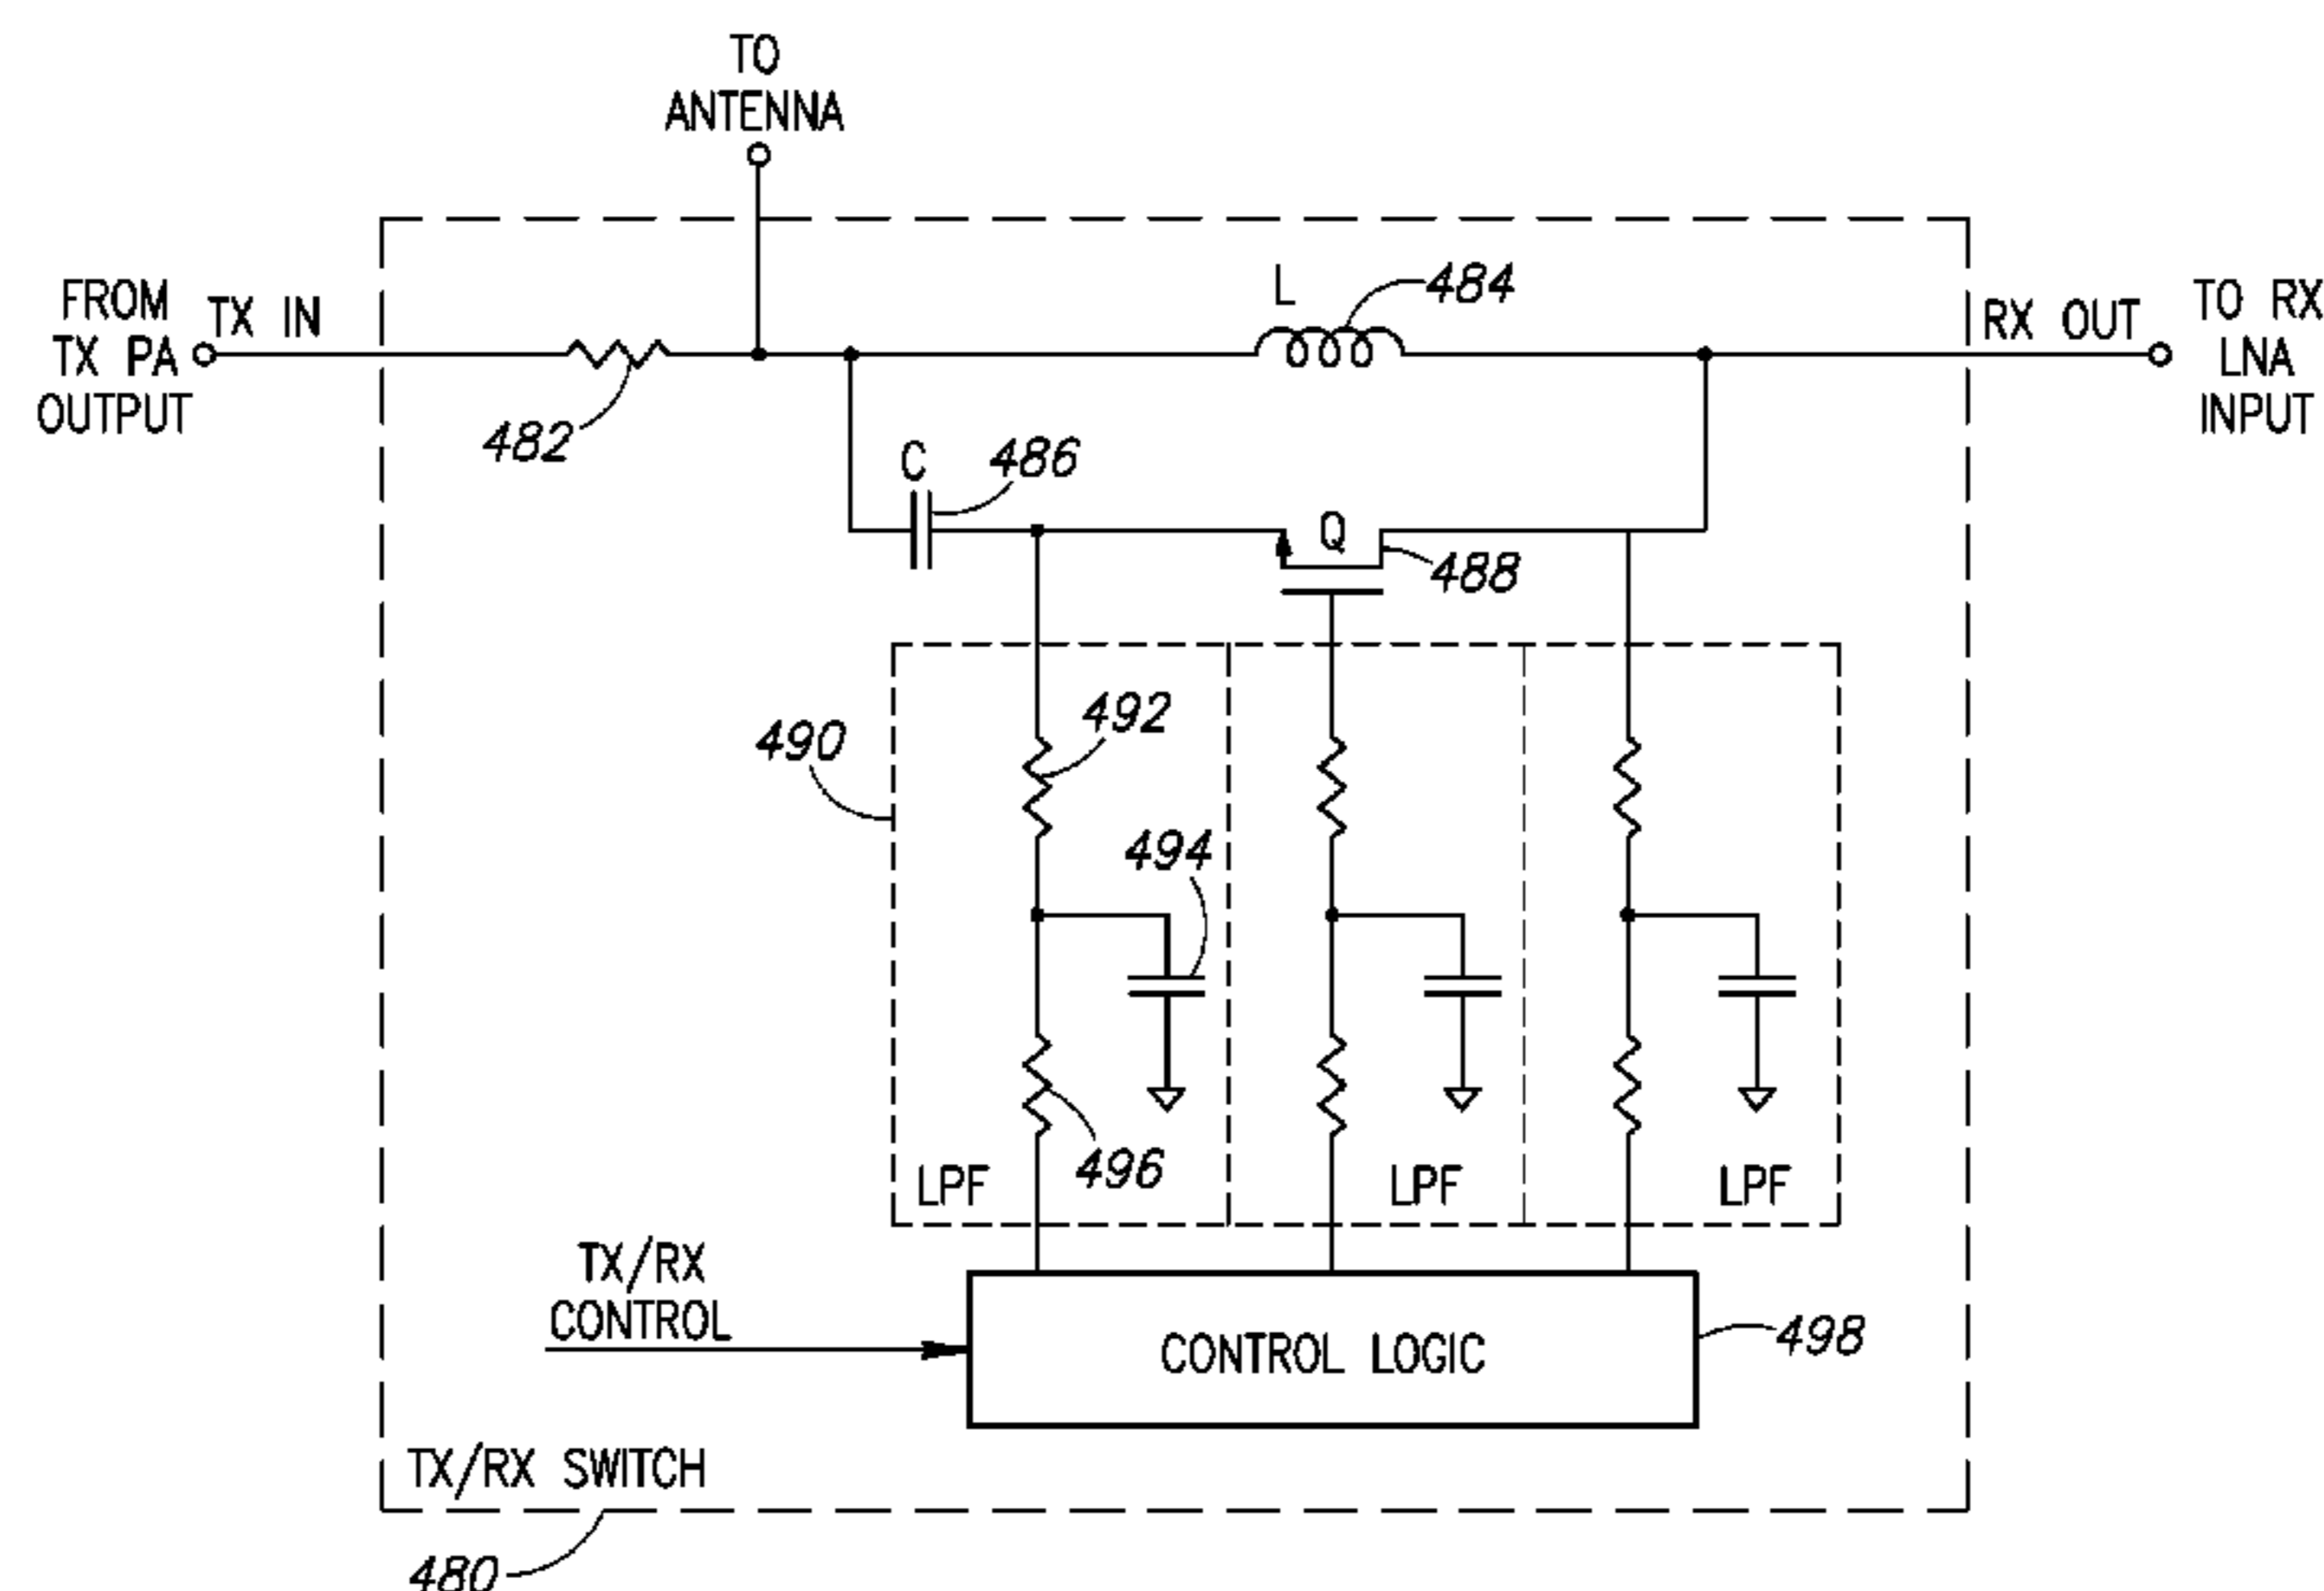 TO
ANTENNA
FROM
TX PA
OUTPUT
TX IN
482
L
484
RX OUT
TO RX
LNA
INPUT
C
486
Q
488
490
492
494
496
LPF
LPF
LPF
TX/RX
CONTROL
CONTROL LOGIC
498
TX/RX SWITCH
480